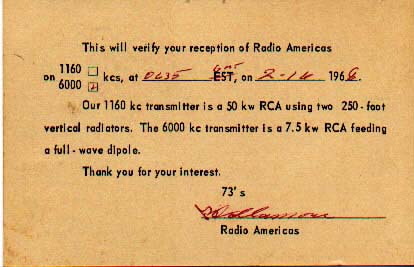 This will verify your reception of Radio Americas
on 1160 ☐
6000 ☑ kcs, at 0435 GMT EST, on 2-14 1966.
Our 1160 kc transmitter is a 50 kw RCA using two 250-foot
vertical radiators. The 6000 kc transmitter is a 7.5 kw RCA feeding
a full-wave dipole.
Thank you for your interest.
73's
Radio Americas